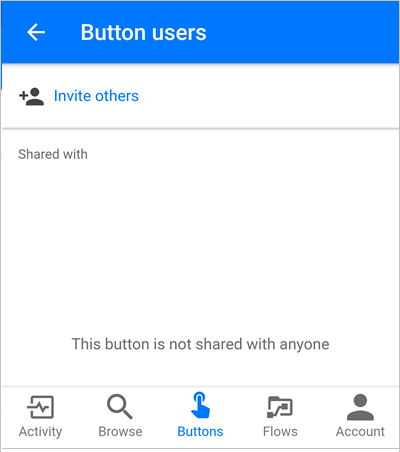 Button users
Invite others
Shared with
This button is not shared with anyone
Activity Browse Buttons Flows Account